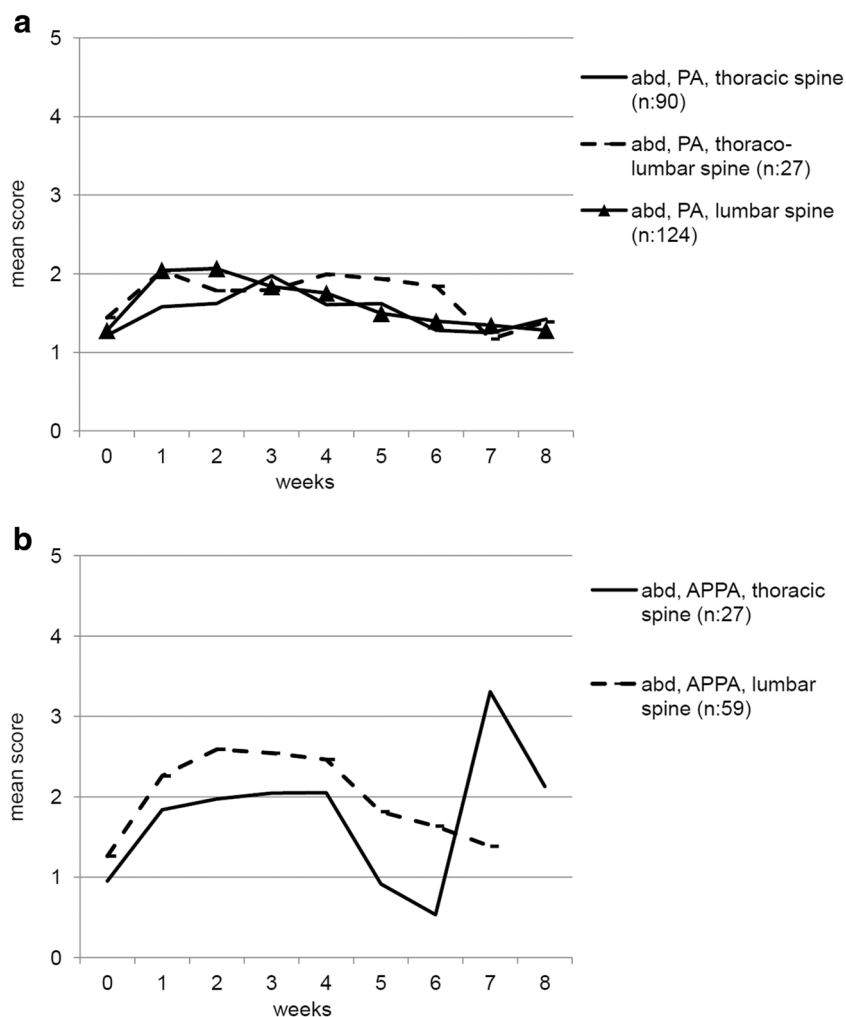 a
5
4
3
2
1
0
mean score
0 1 2 3 4 5 6 7 8
weeks
abd, PA, thoracic spine
(n:90)
abd, PA, thoraco-
lumbar spine (n:27)
abd, PA, lumbar spine
(n:124)
b
5
4
3
2
1
0
mean score
0 1 2 3 4 5 6 7 8
weeks
abd, APPA, thoracic
spine (n:27)
abd, APPA, lumbar
spine (n:59)